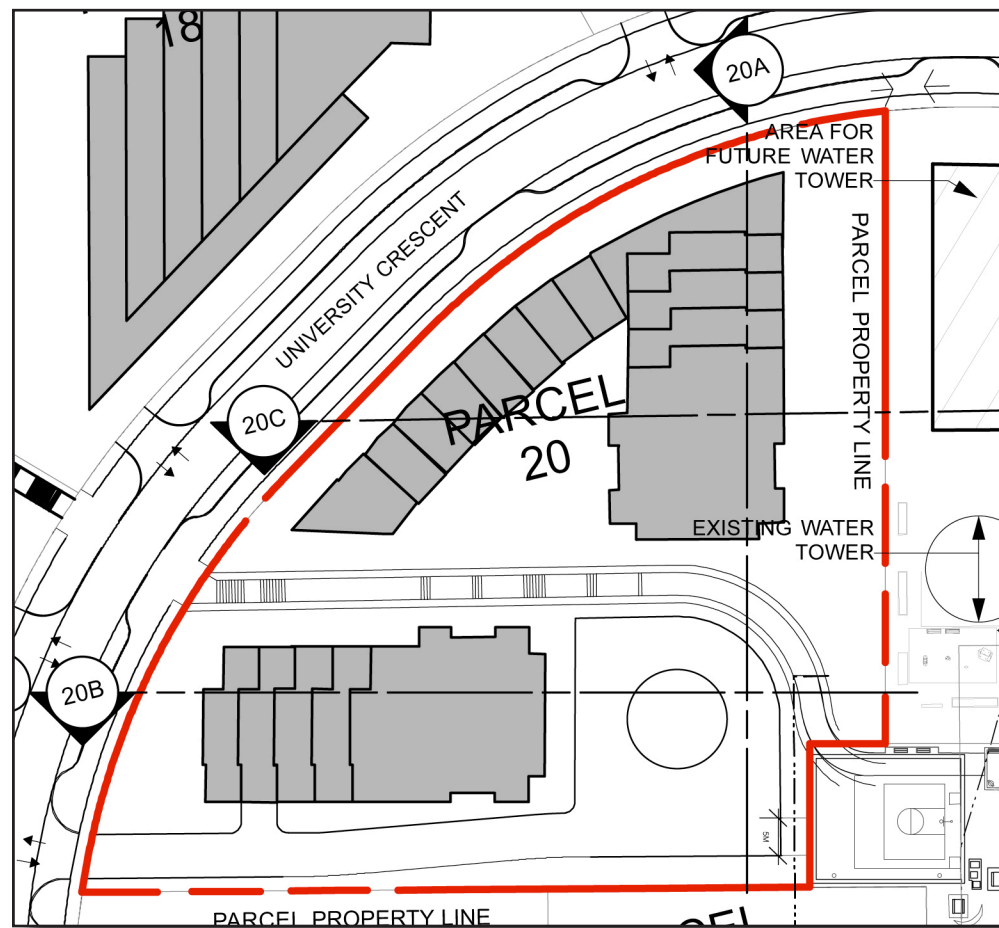 18
20A
AREA FOR
FUTURE WATER
TOWER
UNIVERSITY CRESCENT
PARCEL PROPERTY LINE
20C
PARCEL
20
EXISTING WATER
TOWER
20B
5M
PARCEL PROPERTY LINE